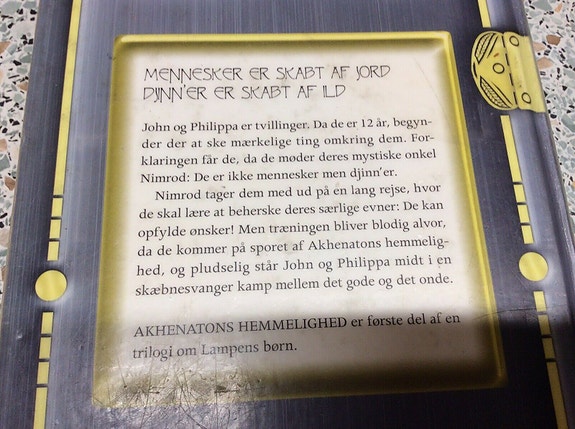 MENNESKER ER SKABT AF JORD
DJINN'ER ER SKABT AF ILD
John og Philippa er tvillinger. Da de er 12 år, begyn-
der der at ske mærkelige ting omkring dem. For-
klaringen får de, da de møder deres mystiske onkel
Nimrod: De er ikke mennesker men djinn'er.
Nimrod tager dem med ud på en lang rejse, hvor
de skal lære at beherske deres særlige evner: De kan
opfylde ønsker! Men træningen bliver blodig alvor,
da de kommer på sporet af Akhenatons hemmelig-
hed, og pludselig står John og Philippa midt i en
skæbnesvanger kamp mellem det gode og det onde.
AKHENATONS HEMMELIGHED er første del af en
trilogi om Lampens børn.